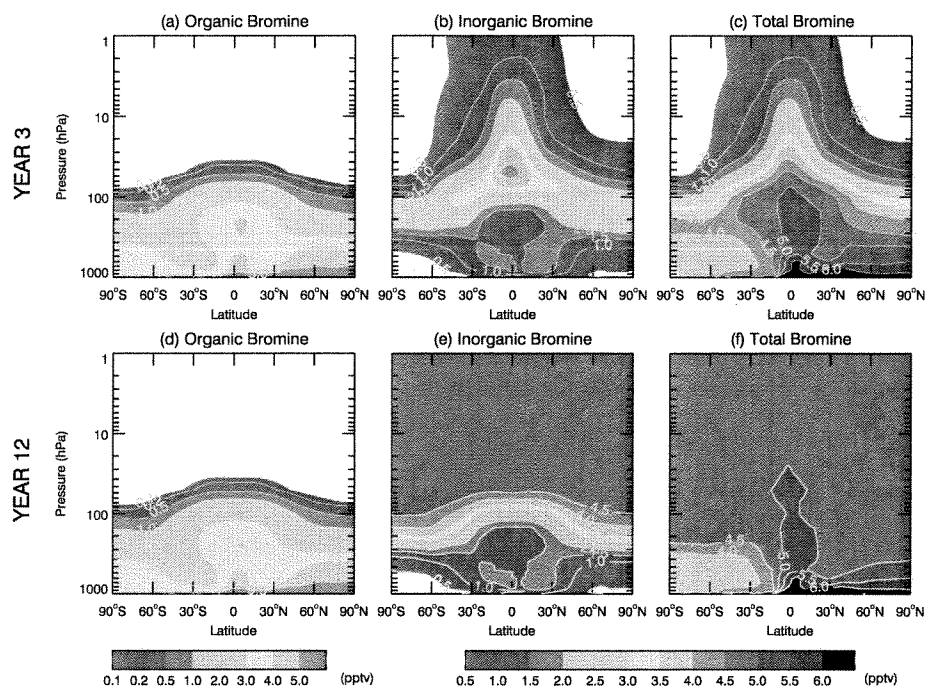 (a) Organic Bromine (b) Inorganic Bromine (c) Total Bromine
YEAR 3
Pressure (hPa)
1
10
100
1000
90°S 60°S 30°S 0 30°N 60°N 90°N 90°S 60°S 30°S 0 30°N 60°N 90°N 90°S 60°S 30°S 0 30°N 60°N 90°N
Latitude Latitude Latitude
(d) Organic Bromine (e) Inorganic Bromine (f) Total Bromine
YEAR 12
Pressure (hPa)
1
10
100
1000
90°S 60°S 30°S 0 30°N 60°N 90°N 90°S 60°S 30°S 0 30°N 60°N 90°N 90°S 60°S 30°S 0 30°N 60°N 90°N
Latitude Latitude Latitude
0.1 0.2 0.5 1.0 3.0 4.0 5.0 (pptv) 0.5 1.0 1.5 2.0 2.5 3.0 3.5 4.0 4.5 5.0 5.5 6.0 (pptv)